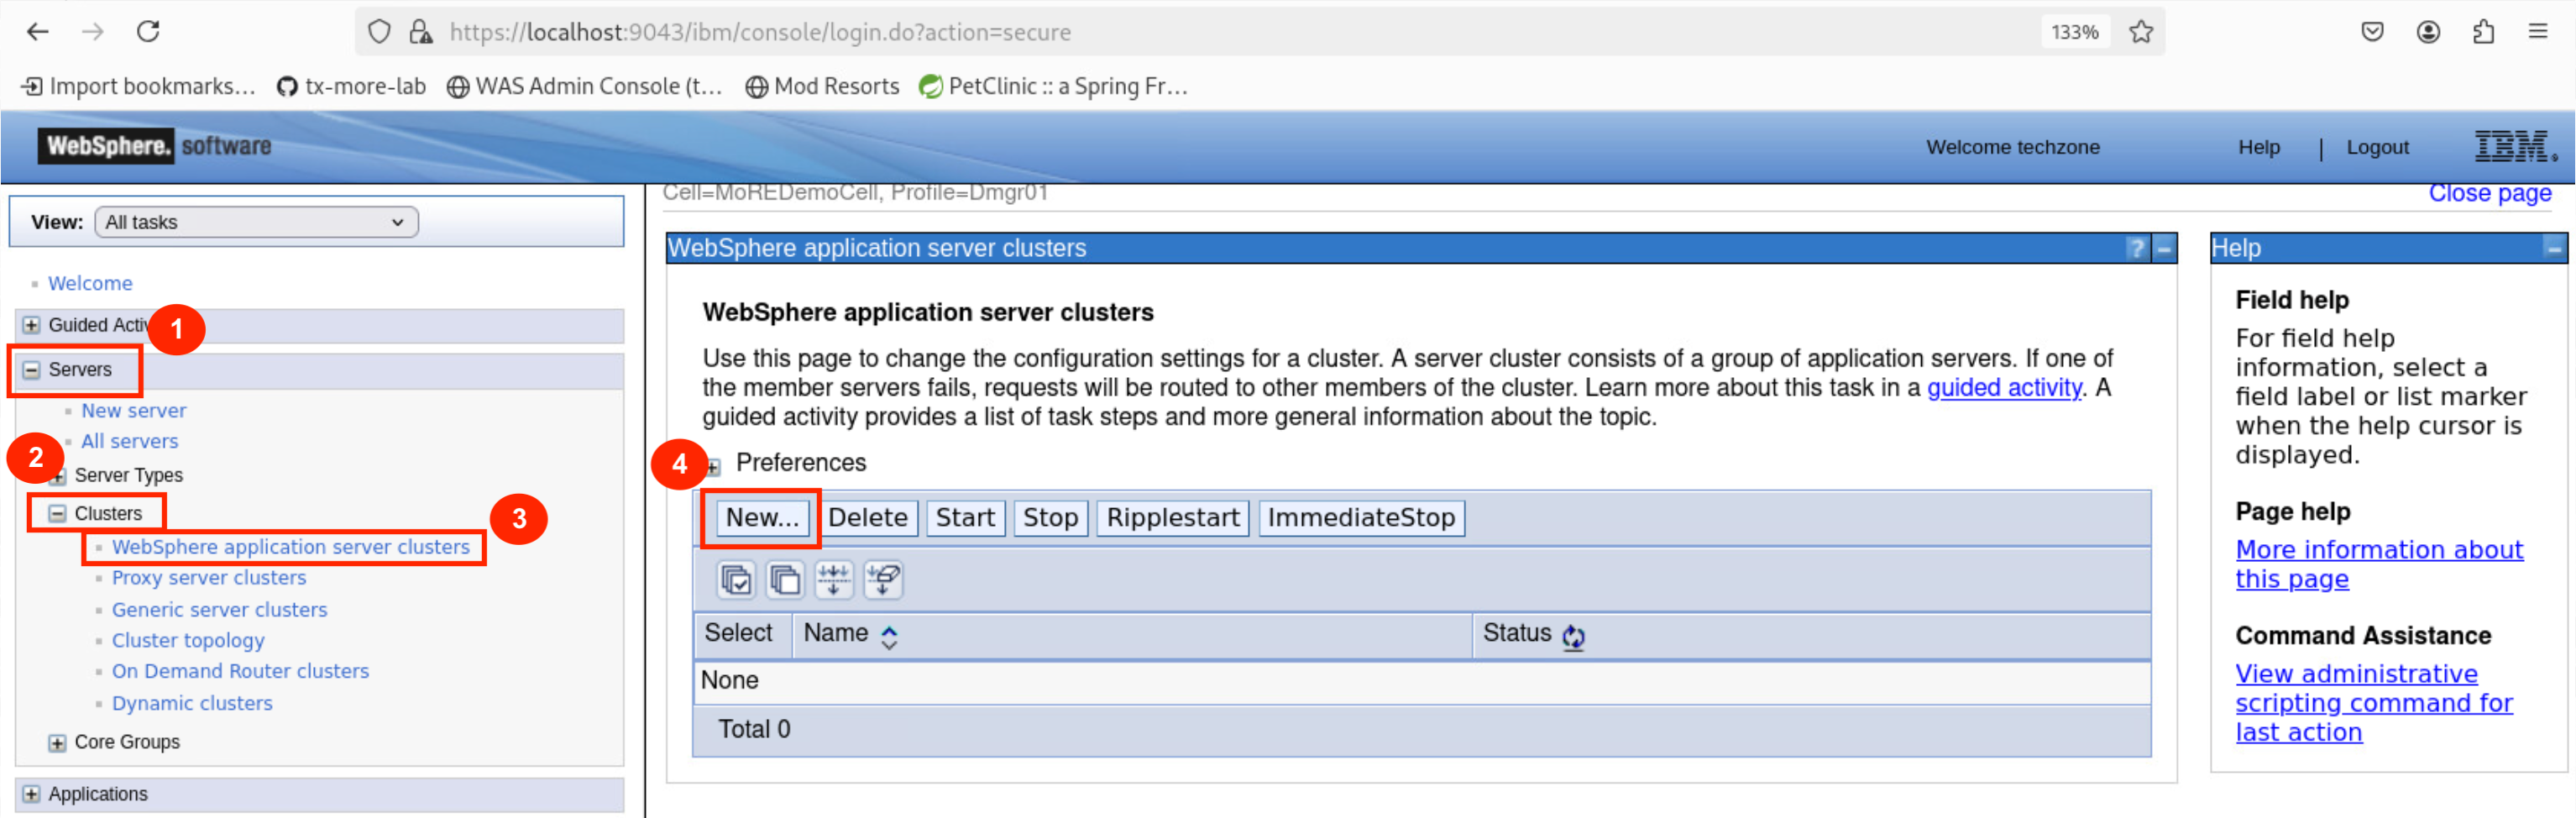 https://localhost:9043/ibm/console/login.do?action=secure
133%
Import bookmarks...
tx-more-lab
WAS Admin Console (t...
Mod Resorts
PetClinic :: a Spring Fr...
WebSphere. software
Welcome techzone
Help | Logout
IBM.
View: All tasks
Welcome
Guided Activ
1
Servers
New server
All servers
2
Server Types
Clusters
3
WebSphere application server clusters
Proxy server clusters
Generic server clusters
Cluster topology
On Demand Router clusters
Dynamic clusters
Core Groups
Applications
Cell=MoREDemoCell, Profile=Dmgr01
Close page
WebSphere application server clusters
? –
WebSphere application server clusters
Use this page to change the configuration settings for a cluster. A server cluster consists of a group of application servers. If one of
the member servers fails, requests will be routed to other members of the cluster. Learn more about this task in a guided activity. A
guided activity provides a list of task steps and more general information about the topic.
4
Preferences
New... Delete Start Stop Ripplestart ImmediateStop
Select Name Status
None
Total 0
Help
Field help
For field help
information, select a
field label or list marker
when the help cursor is
displayed.
Page help
More information about
this page
Command Assistance
View administrative
scripting command for
last action